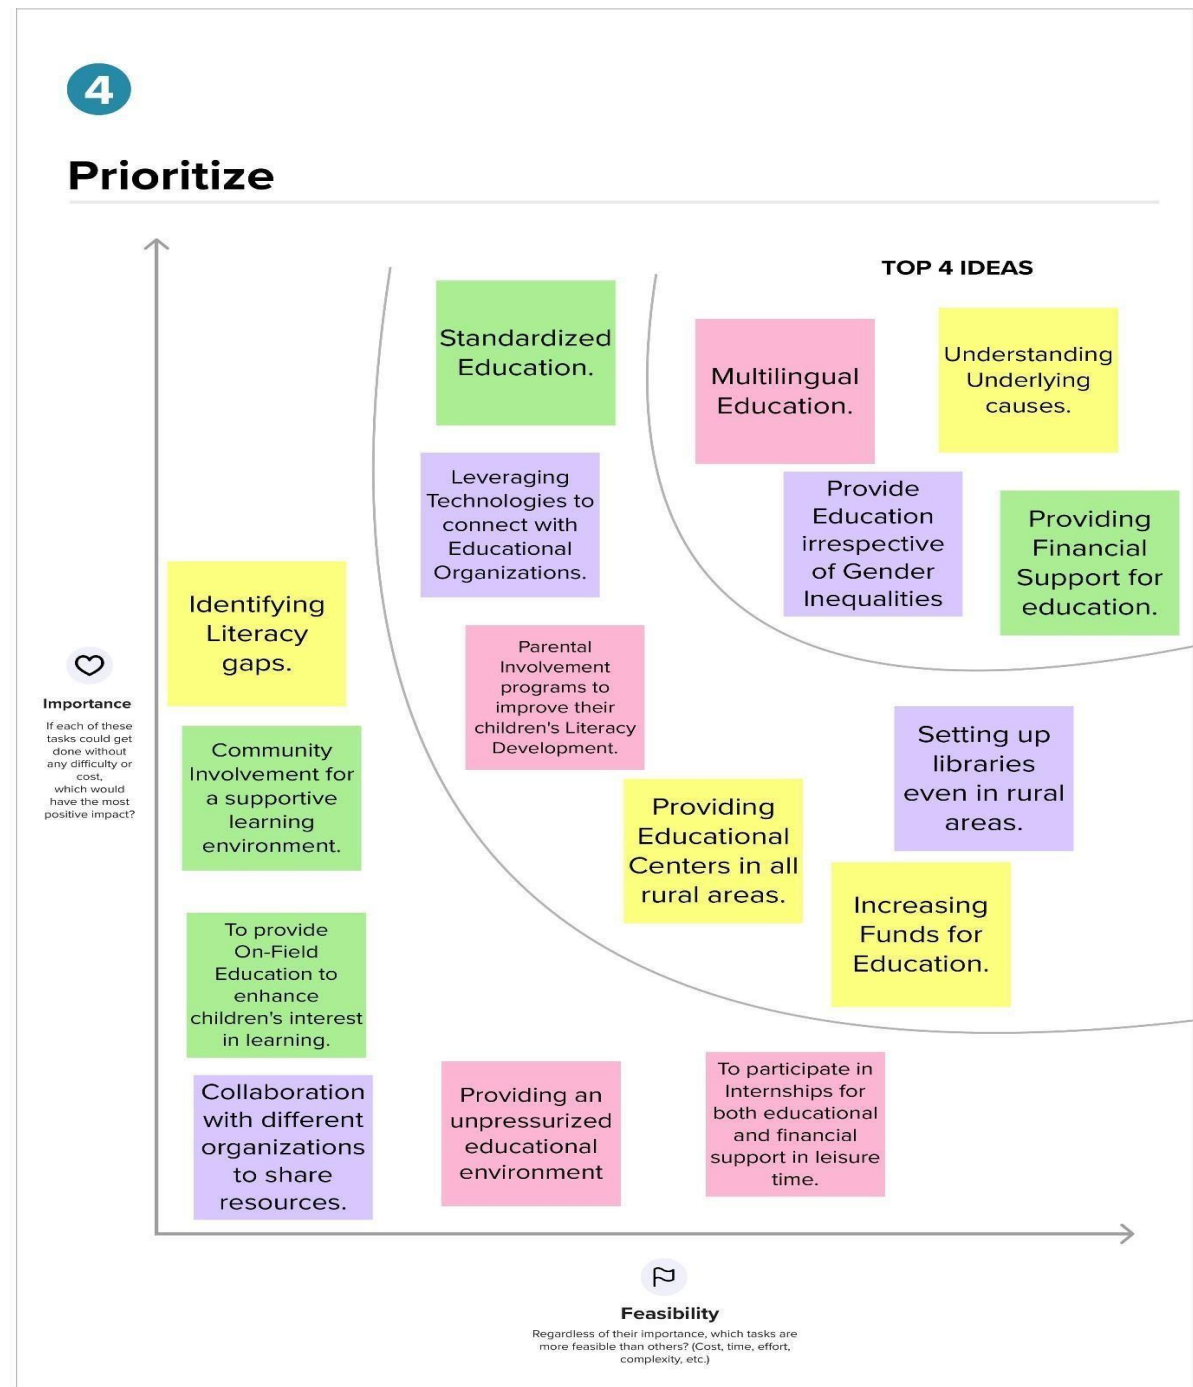 4
Prioritize
TOP 4 IDEAS
Standardized
Education.
Multilingual
Education.
Understanding
Underlying
causes.
Leveraging
Technologies to
connect with
Educational
Organizations.
Provide
Education
irrespective
of Gender
Inequalities
Providing
Financial
Support for
education.
Identifying
Literacy
gaps.
Parental
Involvement
programs to
improve their
children's Literacy
Development.
Setting up
libraries
even in rural
areas.
Importance
If each of these
tasks could get
done without
any difficulty or
cost,
which would
have the most
positive impact?
Community
Involvement for
a supportive
learning
environment.
Providing
Educational
Centers in all
rural areas.
Increasing
Funds for
Education.
To provide
On-Field
Education to
enhance
children's interest
in learning.
Collaboration
with different
organizations
to share
resources.
Providing an
unpressurized
educational
environment
To participate in
Internships for
both educational
and financial
support in leisure
time.
Feasibility
Regardless of their importance, which tasks are
more feasible than others? (Cost, time, effort,
complexity, etc.)